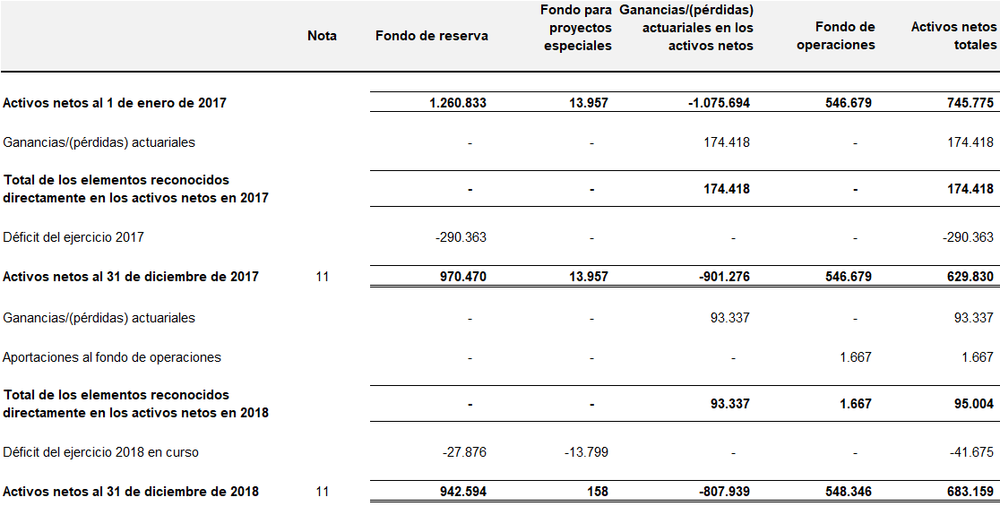 Nota Fondo de reserva Fondo para proyectos especiales Ganancias/(pérdidas) actuariales en los activos netos Fondo de operaciones Activos netos totales
Activos netos al 1 de enero de 2017 1.260.833 13.957 -1.075.694 546.679 745.775
Ganancias/(pérdidas) actuariales - - 174.418 - 174.418
Total de los elementos reconocidos
directamente en los activos netos en 2017 - - 174.418 - 174.418
Déficit del ejercicio 2017 -290.363 - - - -290.363
Activos netos al 31 de diciembre de 2017 11 970.470 13.957 -901.276 546.679 629.830
Ganancias/(pérdidas) actuariales - - 93.337 - 93.337
Aportaciones al fondo de operaciones - - - 1.667 1.667
Total de los elementos reconocidos
directamente en los activos netos en 2018 - - 93.337 1.667 95.004
Déficit del ejercicio 2018 en curso -27.876 -13.799 - - -41.675
Activos netos al 31 de diciembre de 2018 11 942.594 158 -807.939 548.346 683.159